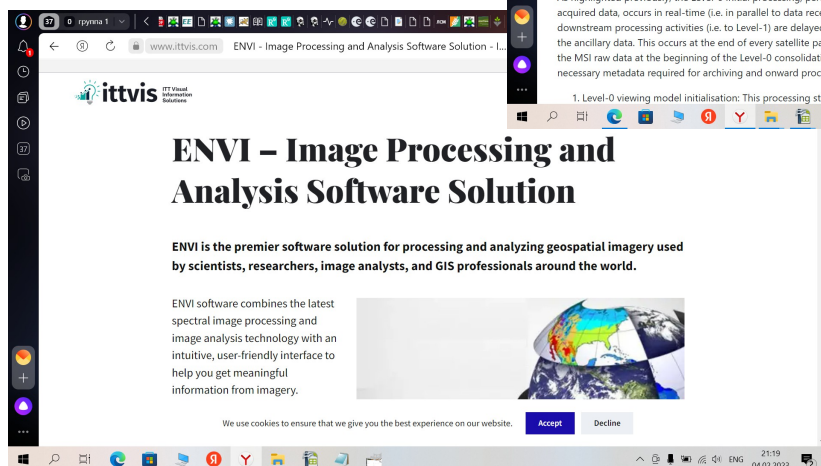 37 0 группа 1
www.ittvis.com ENVI - Image Processing and Analysis Software Solution - I...
37
ittvis ITT Visual
Information
Solutions
ENVI – Image Processing and
Analysis Software Solution
ENVI is the premier software solution for processing and analyzing geospatial imagery used
by scientists, researchers, image analysts, and GIS professionals around the world.
ENVI software combines the latest
spectral image processing and
image analysis technology with an
intuitive, user-friendly interface to
help you get meaningful
information from imagery.
We use cookies to ensure that we give you the best experience on our website. Accept Decline
ENG 21:19
04.02.2023
acquired data, occurs in real-time (i.e. in parallel to data rece
downstream processing activities (i.e. to Level-1) are delayed
the ancillary data. This occurs at the end of every satellite pa
the MSI raw data at the beginning of the Level-0 consolidati
necessary metadata required for archiving and onward proc
1. Level-0 viewing model initialisation: This processing st